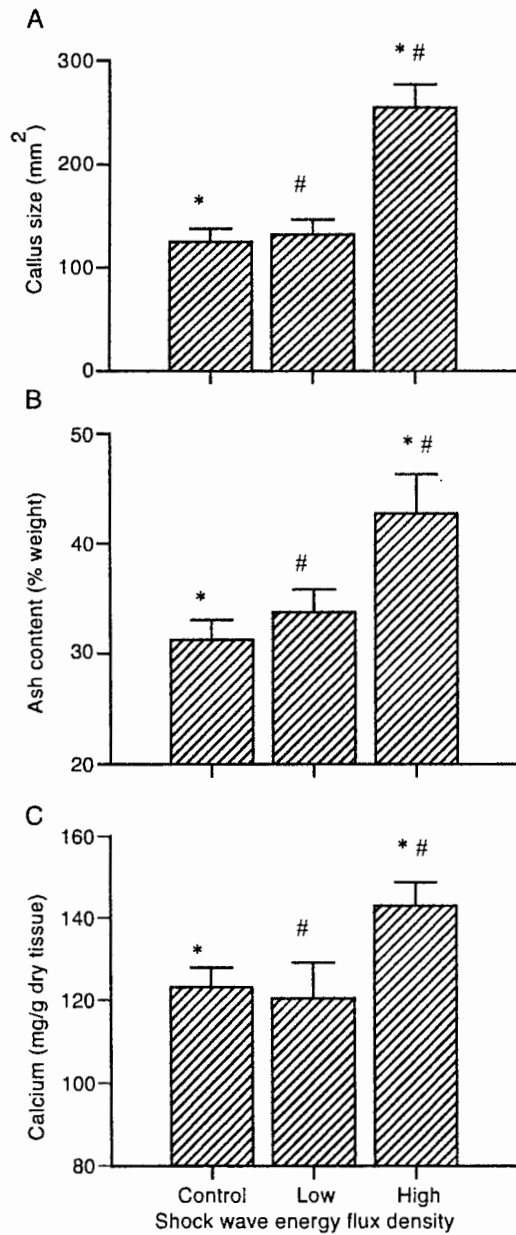 A
300
* #
200
#
*
100
0
Callus size (mm²)
B
50
* #
40
#
*
30
20
Ash content (% weight)
C
160
* #
140
#
*
120
100
80
Calcium (mg/g dry tissue)
Control Low High
Shock wave energy flux density